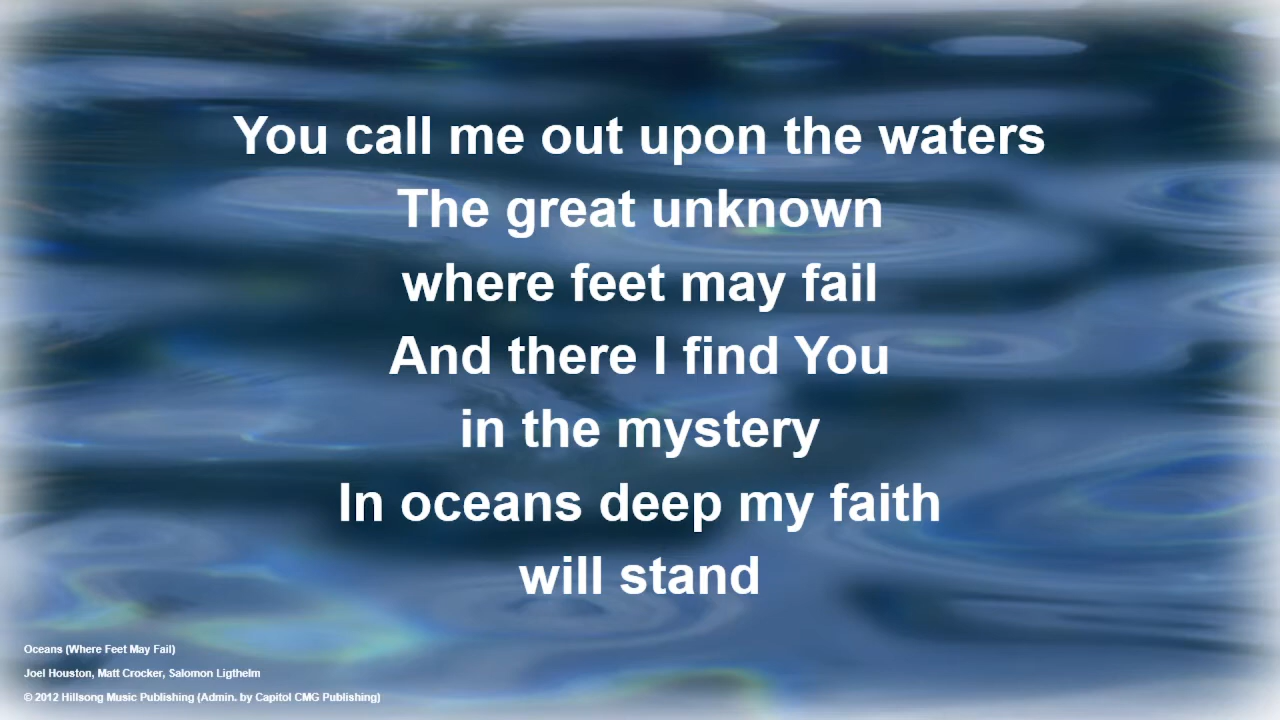 You call me out upon the waters
The great unknown
where feet may fail
And there I find You
in the mystery
In oceans deep my faith
will stand
Oceans (Where Feet May Fail)
Joel Houston, Matt Crocker, Salomon Ligthelm
© 2012 Hillsong Music Publishing (Admin. by Capitol CMG Publishing)